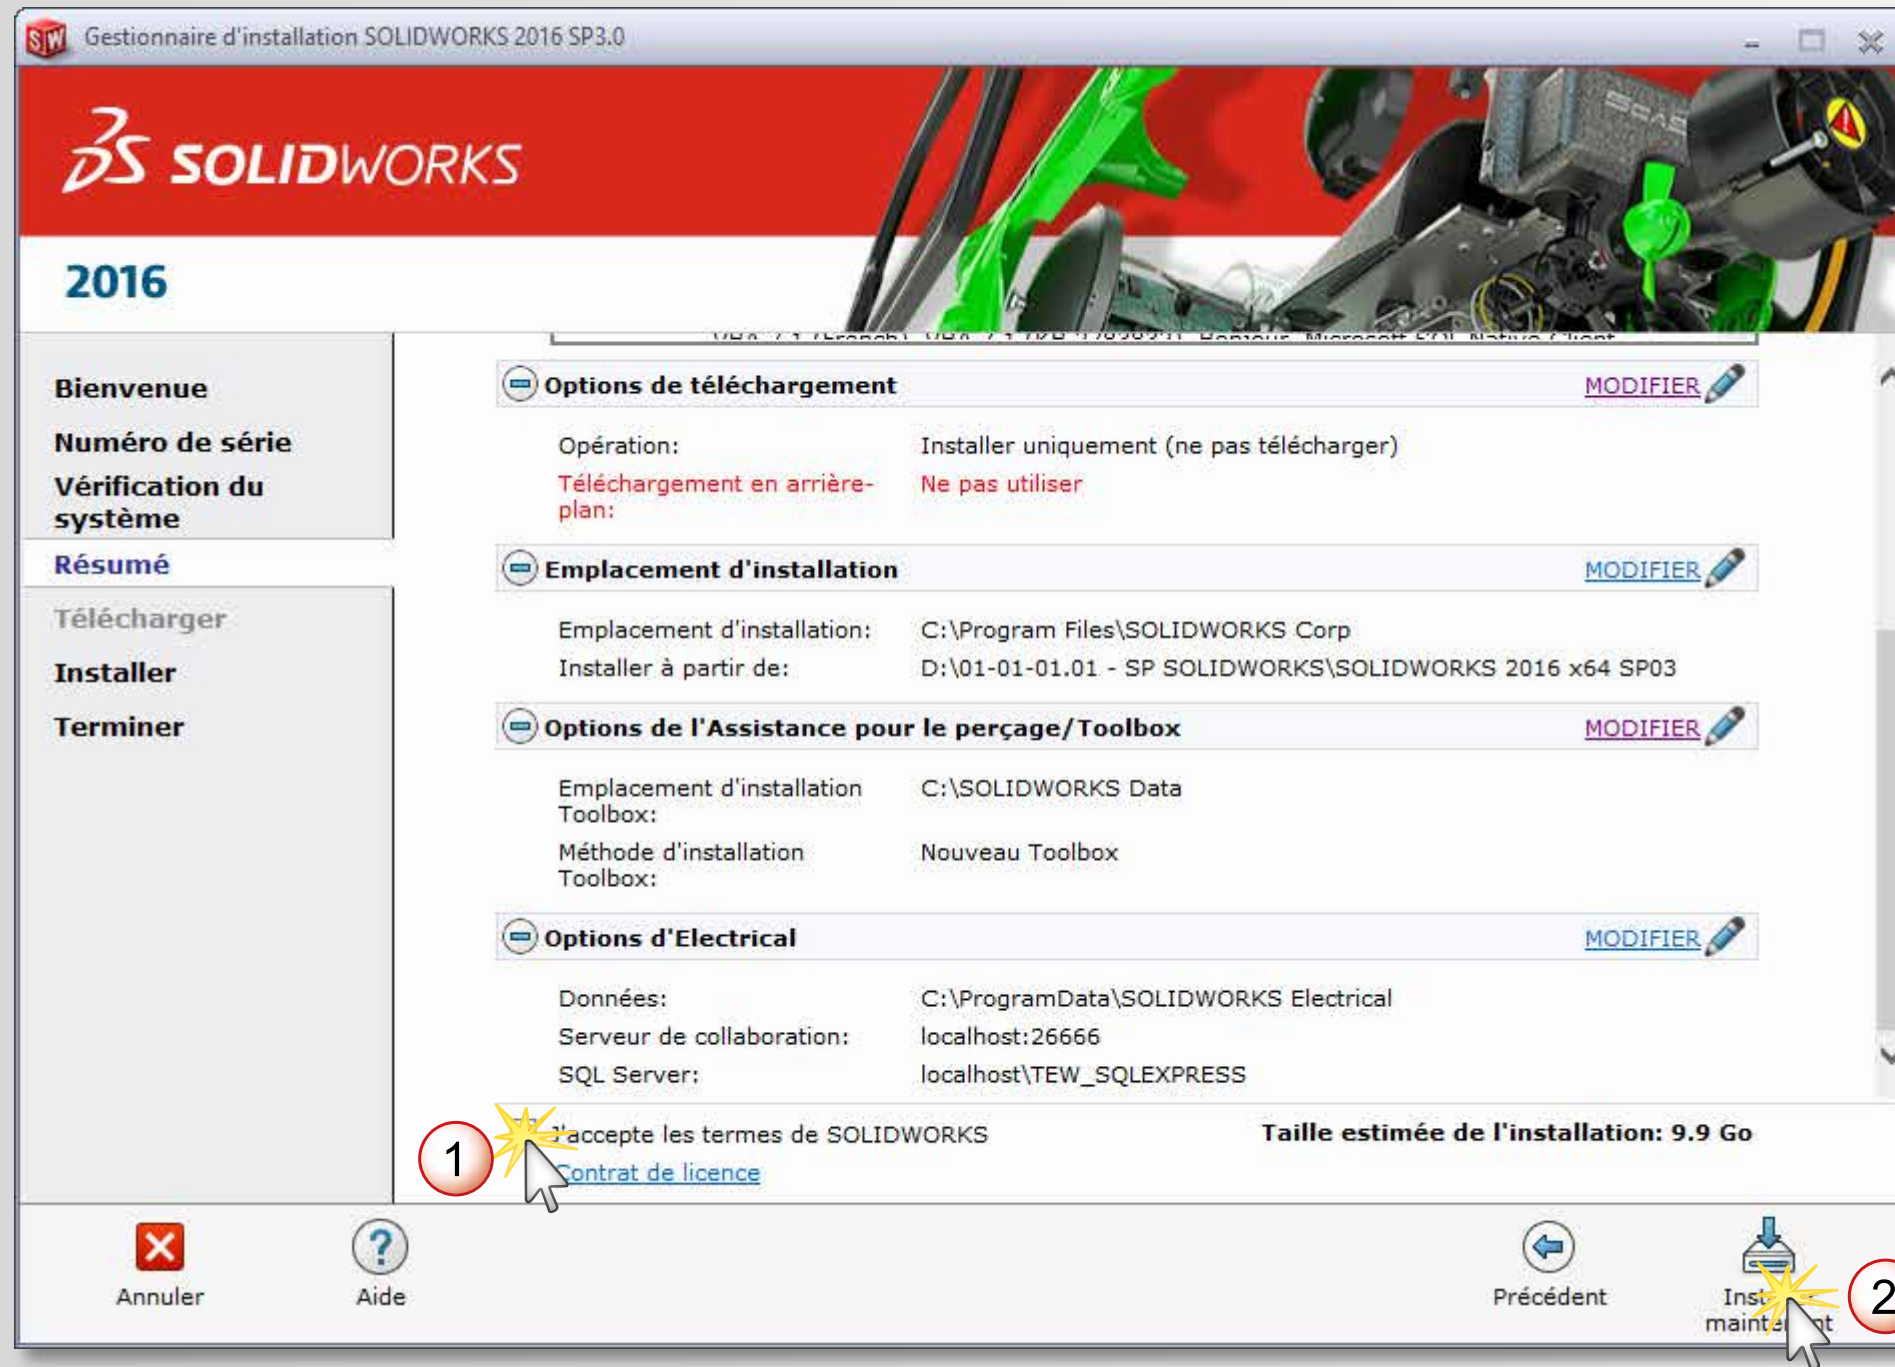 Gestionnaire d'installation SOLIDWORKS 2016 SP3.0
SOLIDWORKS
2016
Bienvenue
Numéro de série
Vérification du
système
Résumé
Télécharger
Installer
Terminer
Options de téléchargement MODIFIER
Opération: Installer uniquement (ne pas télécharger)
Téléchargement en arrière- Ne pas utiliser
plan:
Emplacement d'installation MODIFIER
Emplacement d'installation: C:\Program Files\SOLIDWORKS Corp
Installer à partir de: D:\01-01-01.01 - SP SOLIDWORKS\SOLIDWORKS 2016 x64 SP03
Options de l'Assistance pour le perçage/Toolbox MODIFIER
Emplacement d'installation C:\SOLIDWORKS Data
Toolbox:
Méthode d'installation Nouveau Toolbox
Toolbox:
Options d'Electrical MODIFIER
Données: C:\ProgramData\SOLIDWORKS Electrical
Serveur de collaboration: localhost:26666
SQL Server: localhost\TEW_SQLEXPRESS
1
J'accepte les termes de SOLIDWORKS Taille estimée de l'installation: 9.9 Go
Contrat de licence
Annuler
Aide
Précédent
2